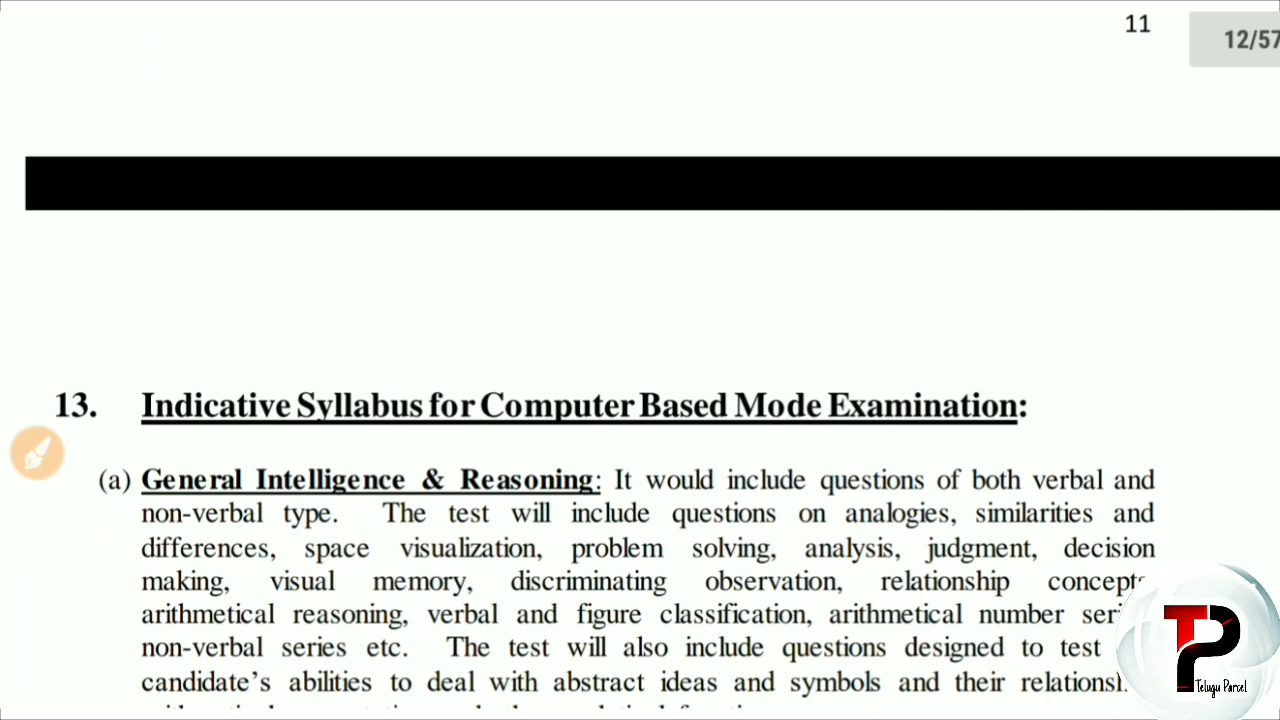 11
12/57
13. Indicative Syllabus for Computer Based Mode Examination:
(a) General Intelligence & Reasoning: It would include questions of both verbal and
non-verbal type. The test will include questions on analogies, similarities and
differences, space visualization, problem solving, analysis, judgment, decision
making, visual memory, discriminating observation, relationship
arithmetical reasoning, verbal and figure classification, arithmetical number
non-verbal series etc. The test will also include questions designed to test
candidate's abilities to deal with abstract ideas and symbols and their
TP
Telugu Parcel